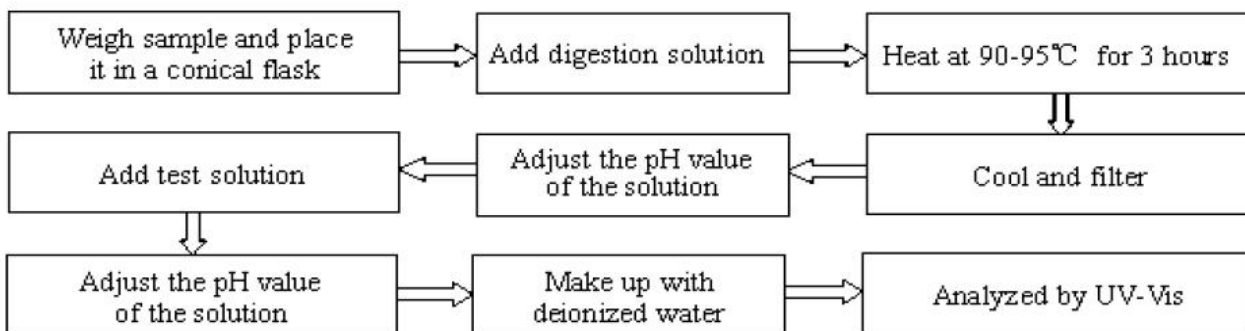 Weigh sample and place
it in a conical flask
Add digestion solution
Heat at 90-95℃ for 3 hours
Add test solution
Adjust the pH value
of the solution
Cool and filter
Adjust the pH value
of the solution
Make up with
deionized water
Analyzed by UV-Vis